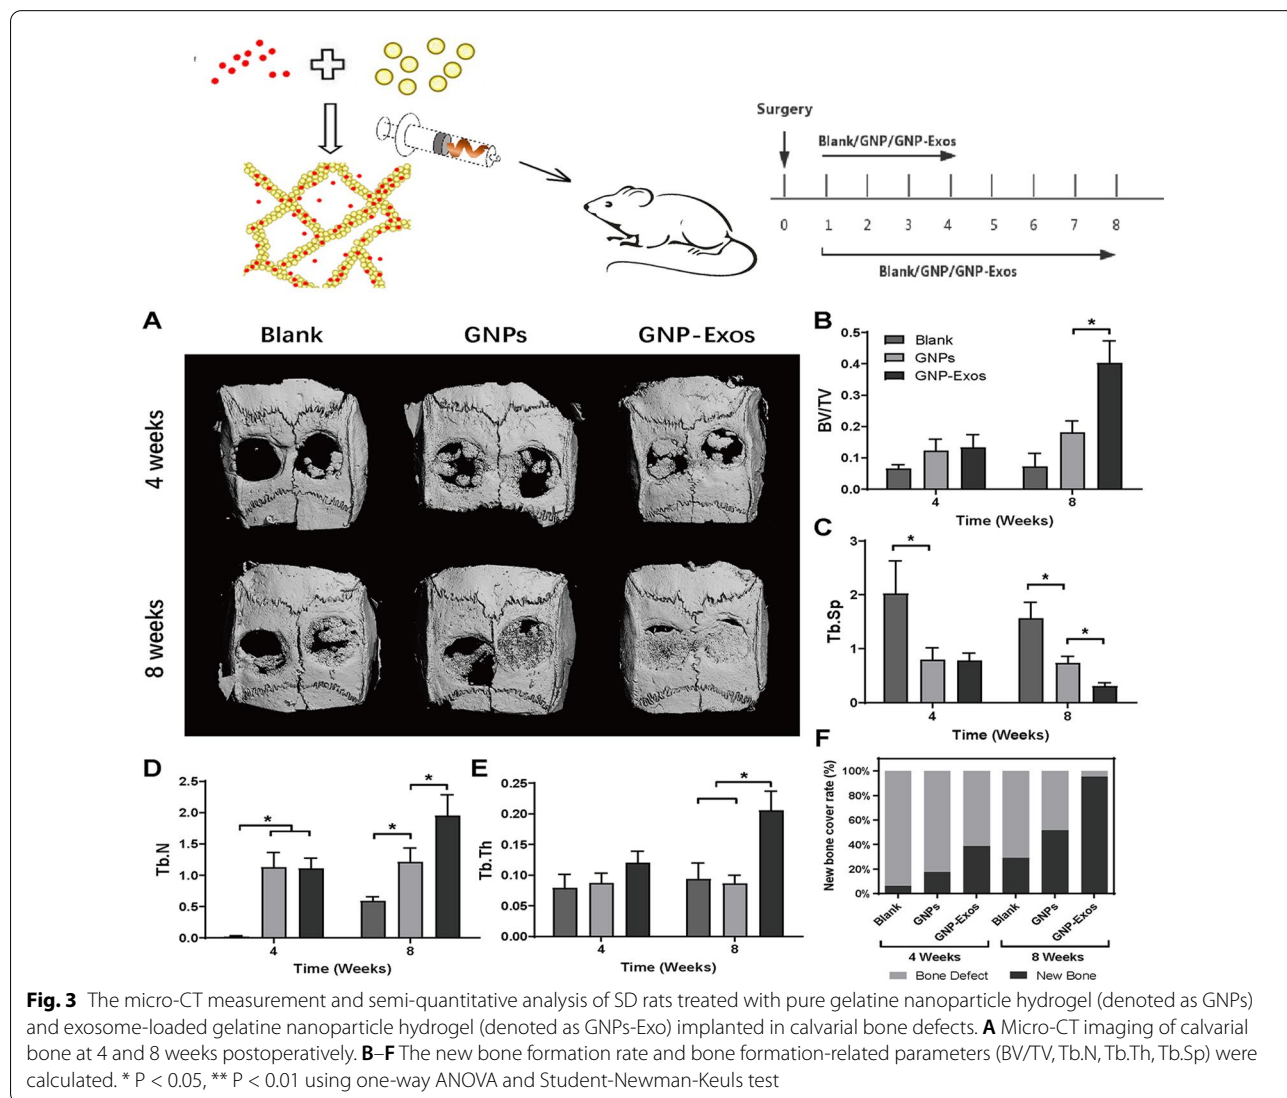 Surgery
Blank/GNP/GNP-Exos
0 1 2 3 4 5 6 7 8
Blank/GNP/GNP-Exos
A
Blank GNPs GNP-Exos
4 weeks
8 weeks
B
BV/TV
0.5
0.4
0.3
0.2
0.1
0.0
Blank
GNPs
GNP-Exos
*
4 8
Time (Weeks)
C
Tb.Sp
3
2
1
0
*
*
*
4 8
Time (Weeks)
D
Tb.N
2.5
2.0
1.5
1.0
0.5
0.0
*
*
*
4 8
Time (Weeks)
E
Tb.Th
0.25
0.20
0.15
0.10
0.05
0.00
*
4 8
Time (Weeks)
F
New bone cover rate (%)
100%
80%
60%
40%
20%
0%
Blank GNPs GNP-Exos Blank GNPs GNP-Exos
4 Weeks 8 Weeks
Bone Defect New Bone
Fig. 3 The micro-CT measurement and semi-quantitative analysis of SD rats treated with pure gelatine nanoparticle hydrogel (denoted as GNPs)
and exosome-loaded gelatine nanoparticle hydrogel (denoted as GNPs-Exo) implanted in calvarial bone defects. A Micro-CT imaging of calvarial
bone at 4 and 8 weeks postoperatively. B–F The new bone formation rate and bone formation-related parameters (BV/TV, Tb.N, Tb.Th, Tb.Sp) were
calculated. * P < 0.05, ** P < 0.01 using one-way ANOVA and Student-Newman-Keuls test